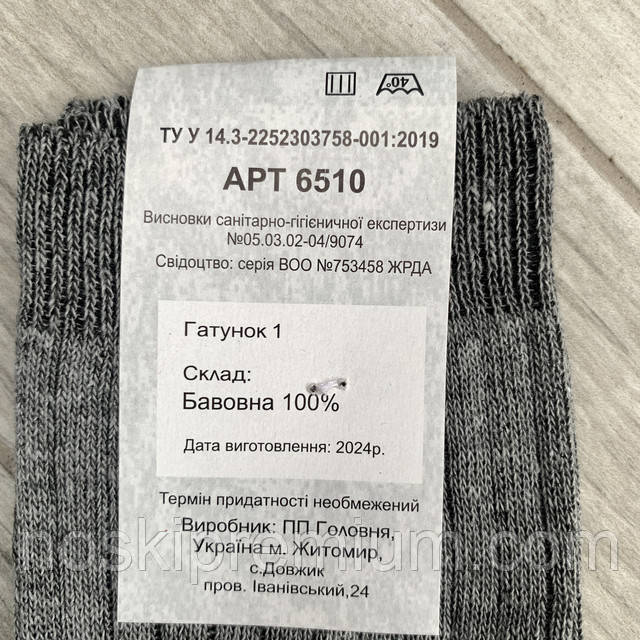 40°
ТУ У 14.3-2252303758-001:2019
АРТ 6510
Висновки санітарно-гігієничної експертизи
№05.03.02-04/9074
Свідоцтво: серія ВОО №753458 ЖРДА
Гатунок 1
Склад:
Бавовна 100%
Дата виготовлення: 2024р.
Термін придатності необмежений
Виробник: ПП Головня,
Україна м. Житомир,
с.Довжик
пров. Іванівський,24
noskipremium.com.ua